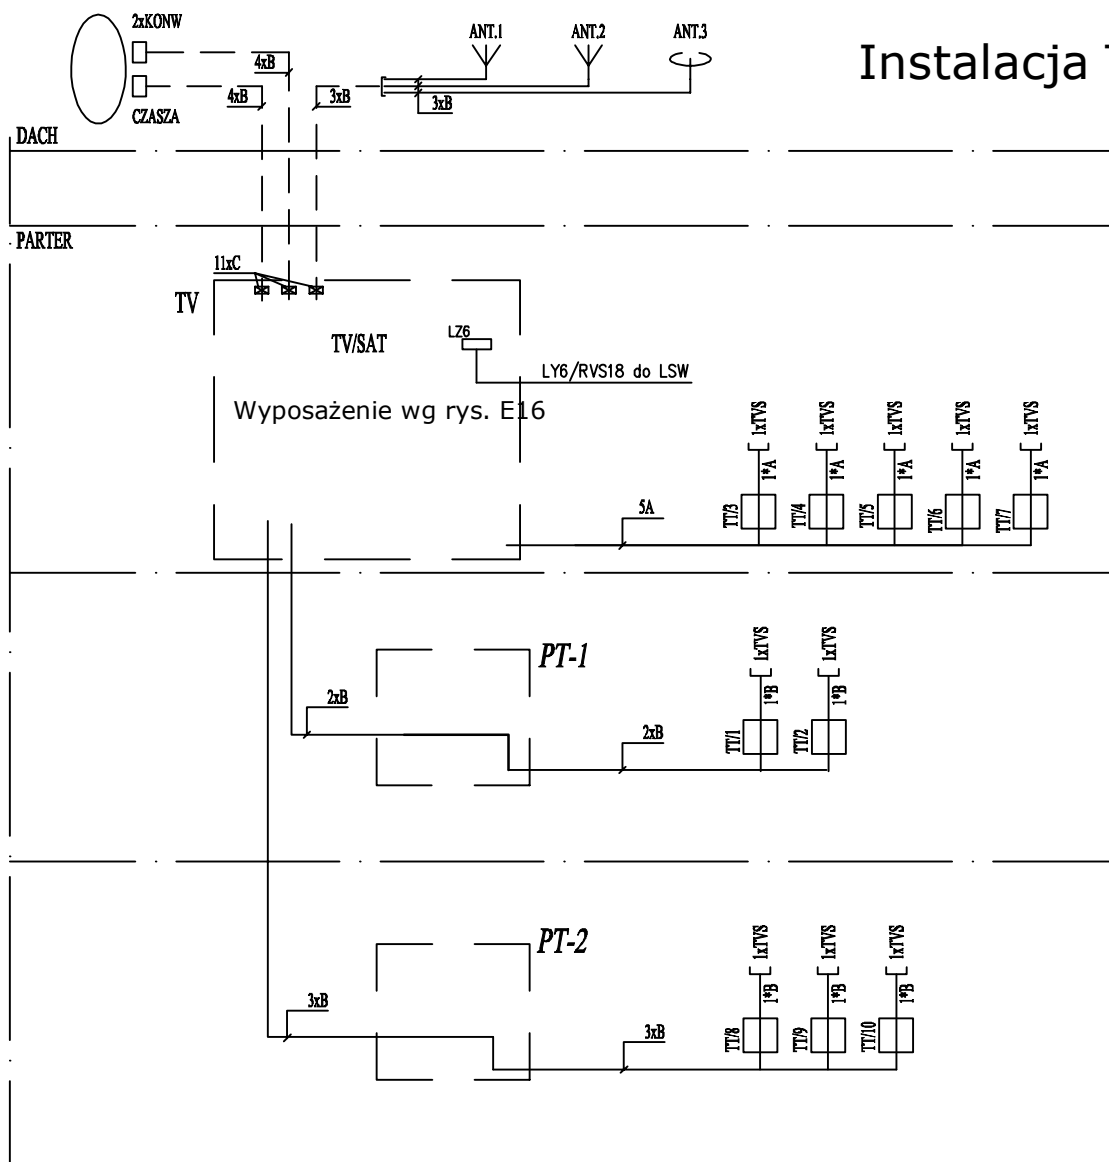 2xKONW
ANT.1
ANT.2
ANT.3
Instalacja
4xB
4xB
3xB
3xB
CZASZA
DACH
PARTER
11xC
TV
TV/SAT
LZ6
LY6/RVS18 do LSW
Wyposażenie wg rys. E16
1xTVS
1xTVS
1xTVS
1xTVS
1xTVS
1*A
1*A
1*A
1*A
1*A
TT/3
TT/4
TT/5
TT/6
TT/7
5A
PT-1
1xTVS
1xTVS
1*B
1*B
2xB
2xB
TT/1
TT/2
PT-2
1xTVS
1xTVS
1xTVS
1*B
1*B
1*B
3xB
3xB
TT/8
TT/9
TT/10